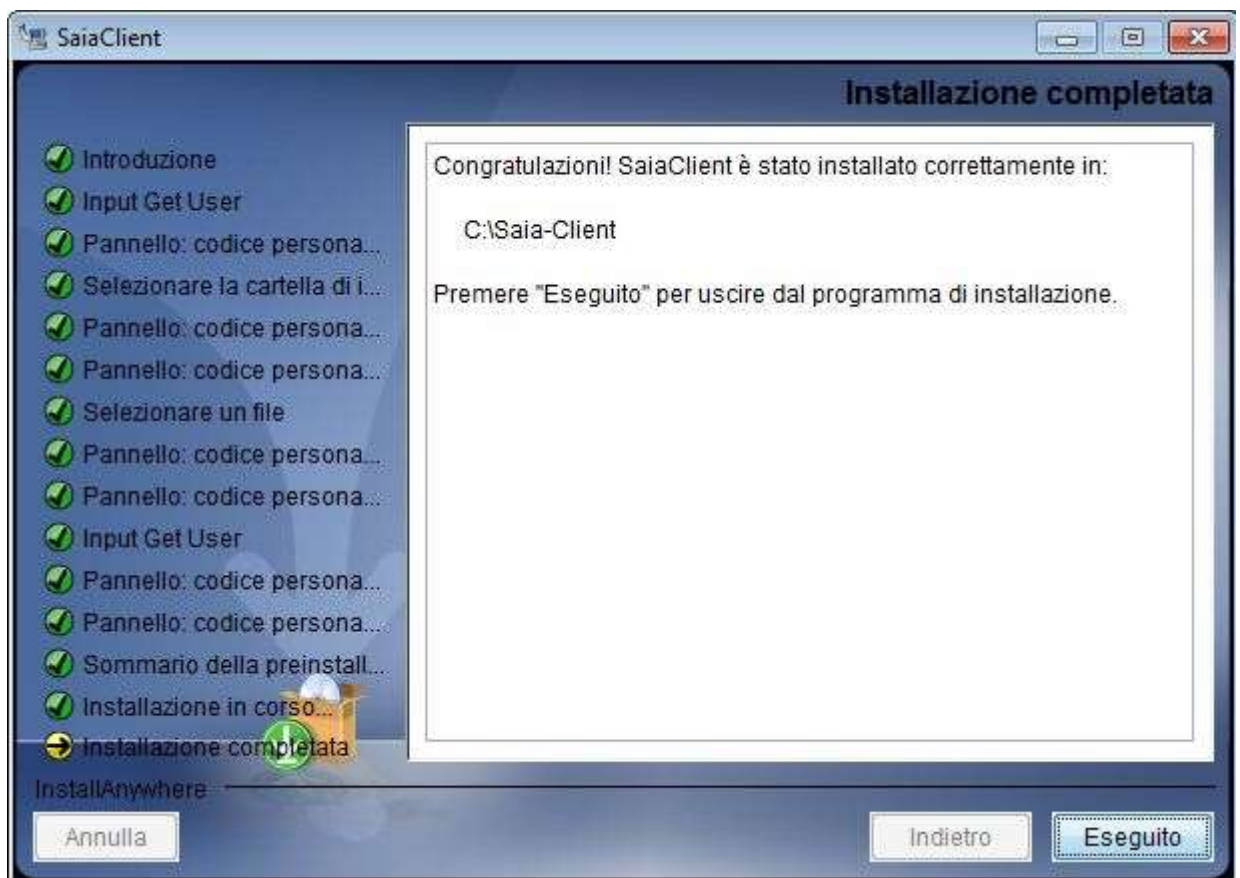 SaiaClient
Installazione completata
Introduzione
Input Get User
Pannello: codice persona...
Selezionare la cartella di i...
Pannello: codice persona...
Pannello: codice persona...
Selezionare un file
Pannello: codice persona...
Pannello: codice persona...
Input Get User
Pannello: codice persona...
Pannello: codice persona...
Sommario della preinstall...
Installazione in corso...
Installazione completata
Congratulazioni! SaiaClient è stato installato correttamente in:
C:\Saia-Client
Premere "Eseguito" per uscire dal programma di installazione.
InstallAnywhere
Annulla
Indietro
Eseguito